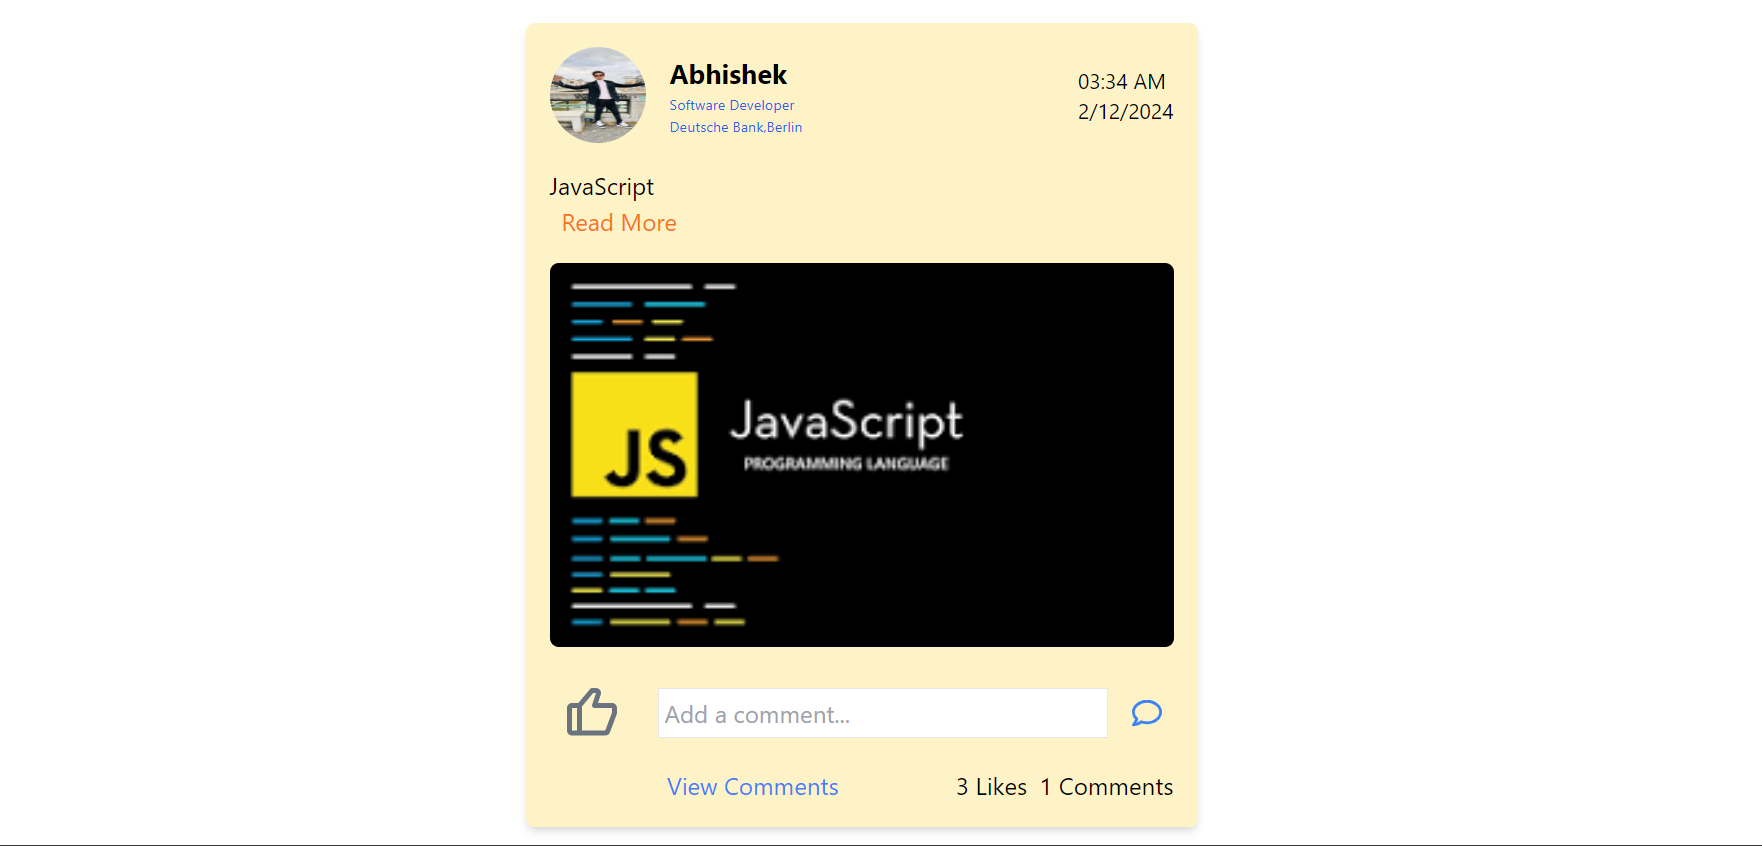 Abhishek
Software Developer
Deutsche Bank,Berlin
03:34 AM
2/12/2024
JavaScript
Read More
JS
JavaScript
PROGRAMMING LANGUAGE
Add a comment...
View Comments
3 Likes 1 Comments